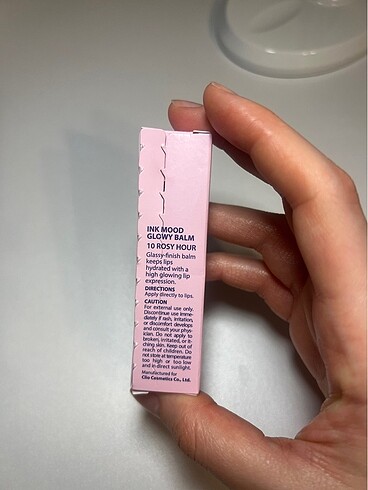 INK MOOD
GLOWY BALM
10 ROSY HOUR
Glassy-finish balm
keeps lips
hydrated with a
high glowing lip
expression.
DIRECTIONS
Apply directly to lips.
CAUTION
For external use only.
Discontinue use imme-
diately if rash, irritation,
or discomfort develops
and consult your phys-
ician. Do not apply to
broken, irritated, or it-
ching skin. Keep out of
reach of children. Do
not store at temperature
too high or too low
and in direct sunlight.
Manufactured for
Clio Cosmetics Co., Ltd.